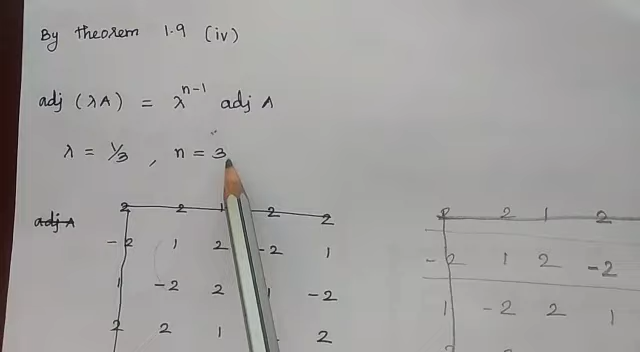 By theorem 1.9 (iv)
adj (λA) = λ^{n-1} adj A
λ = 1/3 , n = 3
adj A
2 2 1 2 2
-2 1 2 -2 1
1 -2 2 1 -2
2 2 1 2
2 2 1 2
-2 1 2 -2
1 -2 2 1